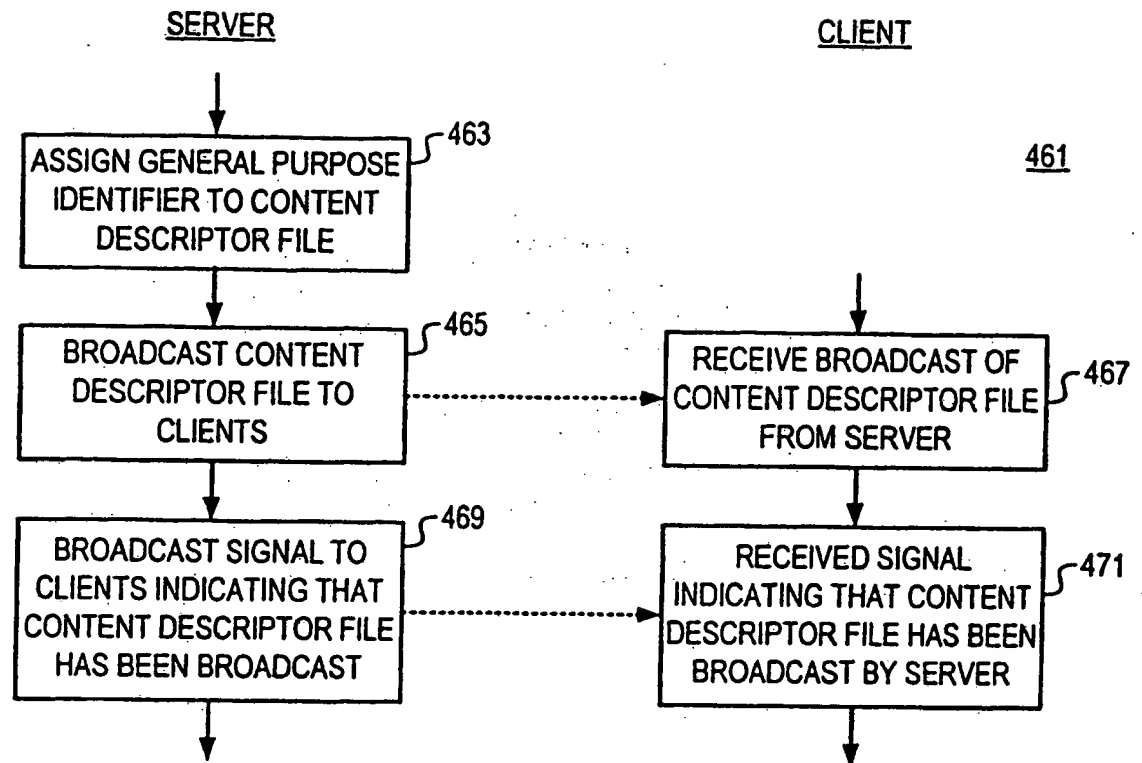 SERVER
CLIENT
461
463
ASSIGN GENERAL PURPOSE
IDENTIFIER TO CONTENT
DESCRIPTOR FILE
465
BROADCAST CONTENT
DESCRIPTOR FILE TO
CLIENTS
467
RECEIVE BROADCAST OF
CONTENT DESCRIPTOR FILE
FROM SERVER
469
BROADCAST SIGNAL TO
CLIENTS INDICATING THAT
CONTENT DESCRIPTOR FILE
HAS BEEN BROADCAST
471
RECEIVED SIGNAL
INDICATING THAT CONTENT
DESCRIPTOR FILE HAS BEEN
BROADCAST BY SERVER